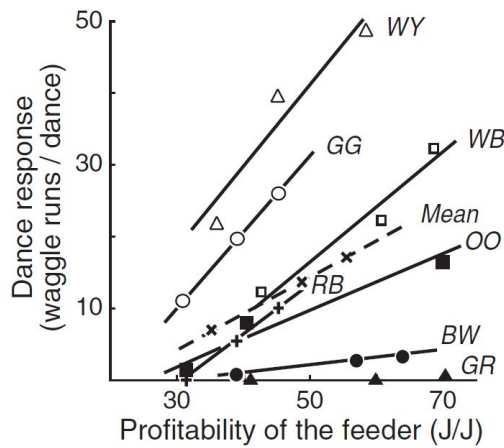 50
30
10
30
50
70
WY
GG
WB
Mean
OO
RB
BW
GR
Dance response
(waggle runs / dance)
Profitability of the feeder (J/J)